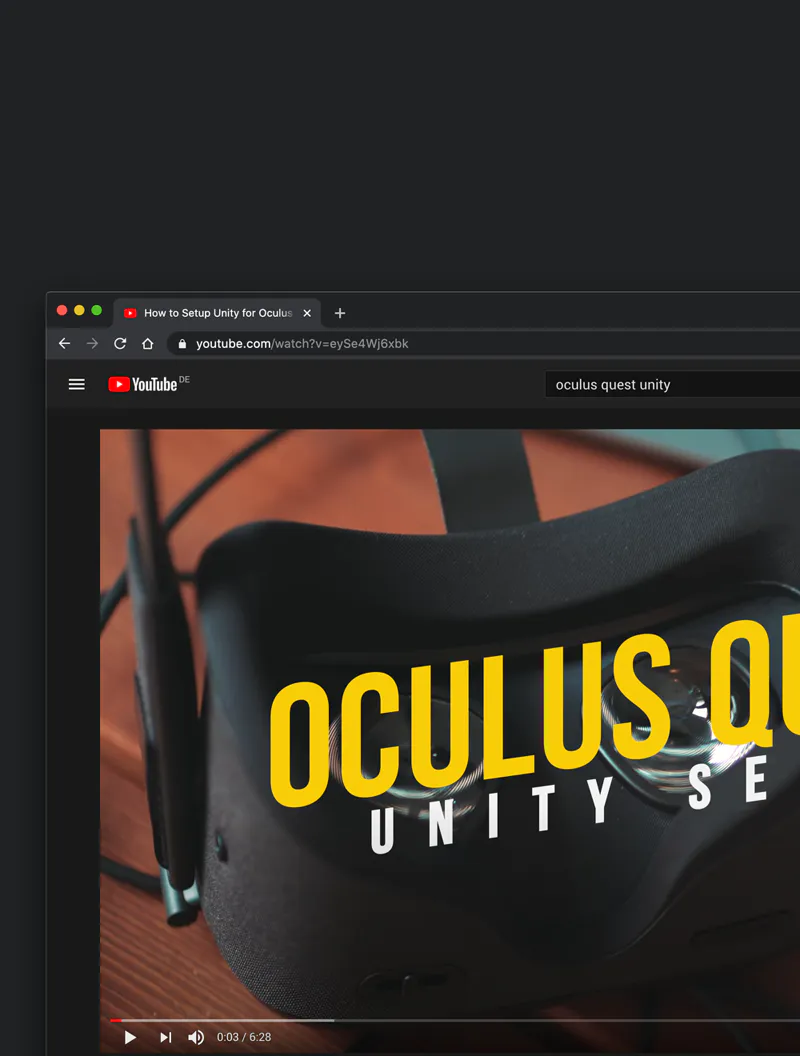 How to Setup Unity for Oculus
youtube.com/watch?v=eySe4Wj6xbk
YouTube DE
oculus quest unity
OCULUS QU
UNITY SE
0:03 / 6:28